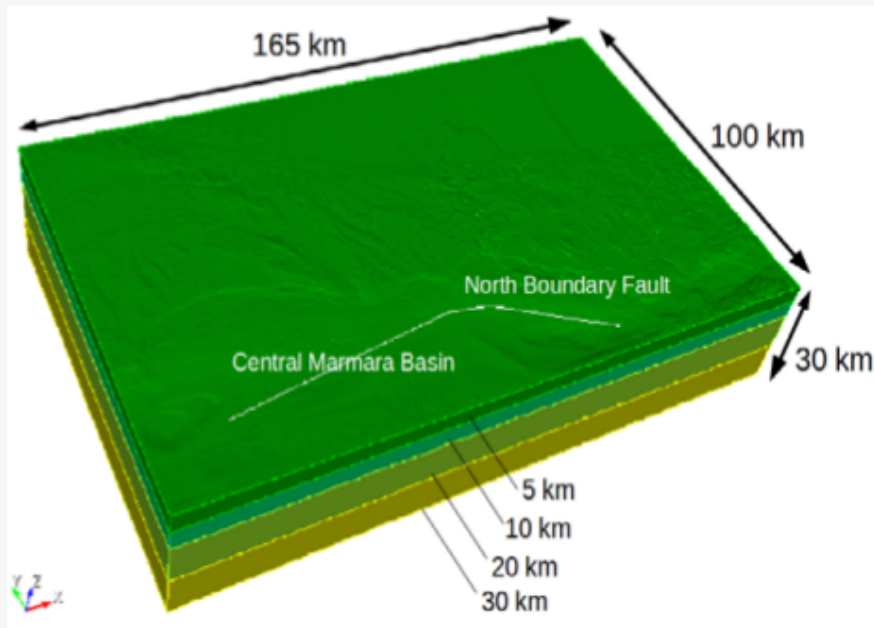 165 km
100 km
North Boundary Fault
Central Marmara Basin
30 km
5 km
10 km
20 km
30 km
Y Z X